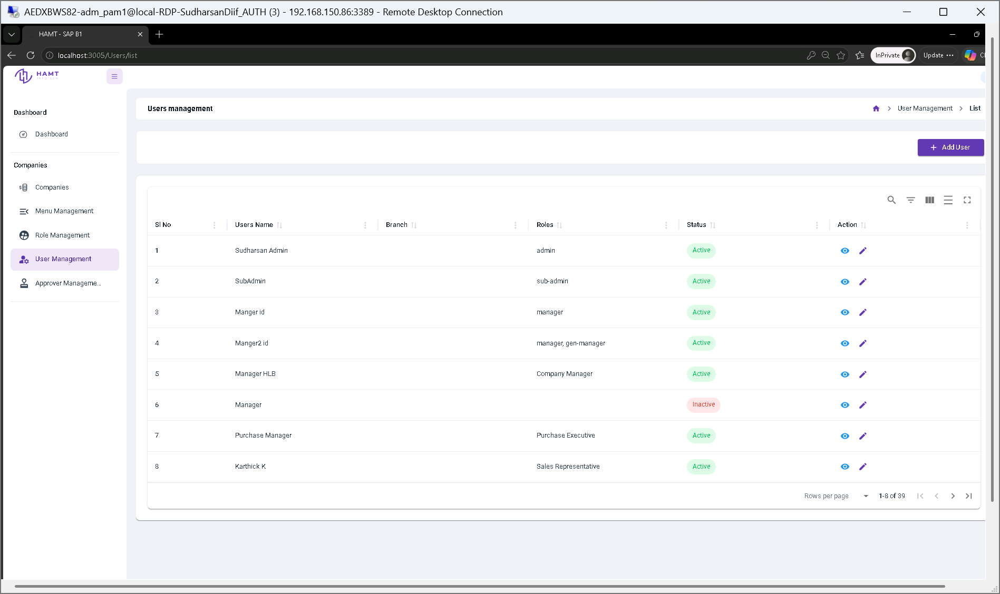 AEDXBWS82-adm_pam1@local-RDP-SudharsanDiif_AUTH (3) - 192.168.150.86:3389 - Remote Desktop Connection
HAMT - SAP B1
localhost:3005/Users/list
InPrivate
Update
HAMT
INFOTECH
Dashboard
Dashboard
Companies
Companies
Menu Management
Role Management
User Management
Approver Manageme...
Users management
User Management
List
Add User
Sl No Users Name Branch Roles Status Action
1 Sudharsan Admin admin Active
2 SubAdmin sub-admin Active
3 Manger id manager Active
4 Manger2 id manager, gen-manager Active
5 Manager HLB Company Manager Active
6 Manager Inactive
7 Purchase Manager Purchase Executive Active
8 Karthick K Sales Representative Active
Rows per page 1-8 of 39